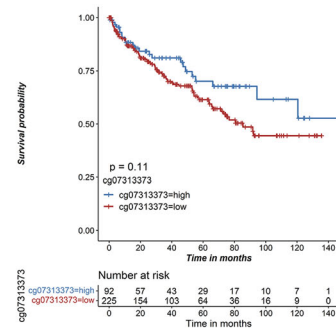 1.00
0.75
0.50
0.25
0.00
Survival probability
p = 0.11
cg07313373
cg07313373=high
cg07313373=low
0 20 40 60 80 100 120 140
Time in months
Number at risk
cg07313373
cg07313373=high 92 57 43 29 17 10 7 1
cg07313373=low 225 154 103 64 36 16 9 0
0 20 40 60 80 100 120 140
Time in months